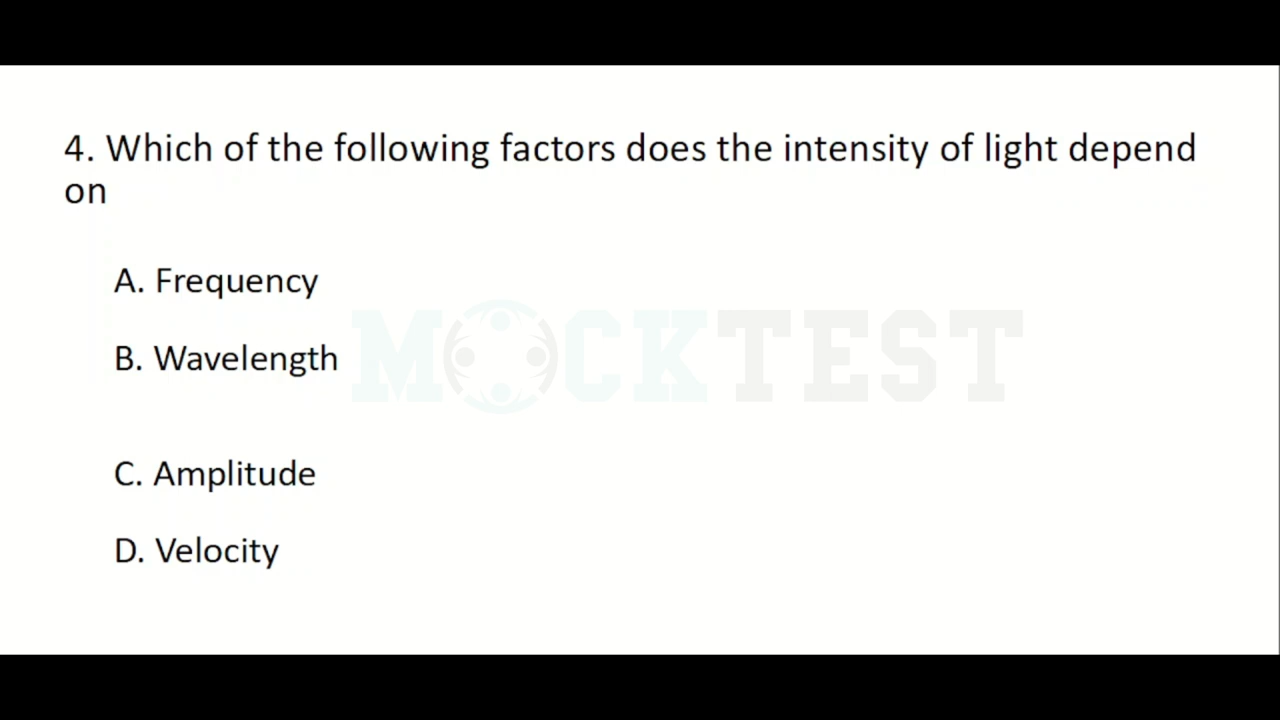 4. Which of the following factors does the intensity of light depend
on
A. Frequency
B. Wavelength
MOCKTEST
C. Amplitude
D. Velocity